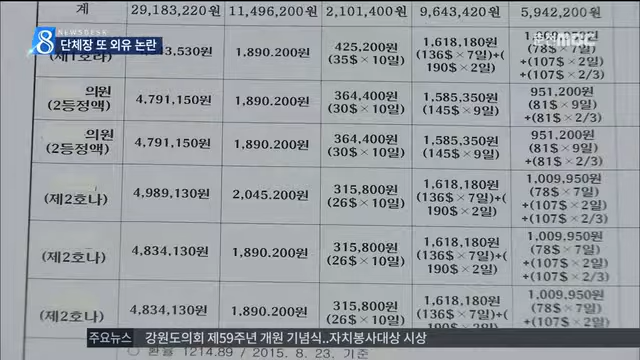 계 29,183,220원 11,496,200원 2,101,400원 9,643,420원 5,942,200원
NEWSDESK
8 단체장 또 외유 논란
MBC
1,890.200원 425,200원 1,618,180원
(제1호라) (35$×10일) (136$×7일)+( (78$×7일)
190$×2일) +(107$×2일)
+(107$×2/3)
의원 4,791,150원 1,890.200원 364,400원 1,585,350원 951,200원
(2등정액) (30$×10일) (145$×9일) (81$×9일)
+(81$×2/3)
의원 4,791,150원 1,890.200원 364,400원 1,585,350원 951,200원
(2등정액) (30$×10일) (145$×9일) (81$×9일)
+(81$×2/3)
(제2호나) 4,989,130원 2,045.200원 315,800원 1,618,180원 1,009,950원
(26$×10일) (136$×7일)+( (78$×7일)
190$×2일) +(107$×2일)
+(107$×2/3)
(제2호나) 4,834,130원 1,890.200원 315,800원 1,618,180원 1,009,950원
(26$×10일) (136$×7일)+( (78$×7일)
190$×2일) +(107$×2일)
+(107$×2/3)
(제2호나) 4,834,130원 1,890.200원 315,800원 1,618,180원 1,009,950원
(26$×10일) (136$×7일)+( (78$×7일)
190$×2일) +(107$×2일)
주요뉴스 강원도의회 제59주년 개원 기념식..자치봉사대상 시상
○ 환율 1214.89 / 2015. 8. 23. 기준